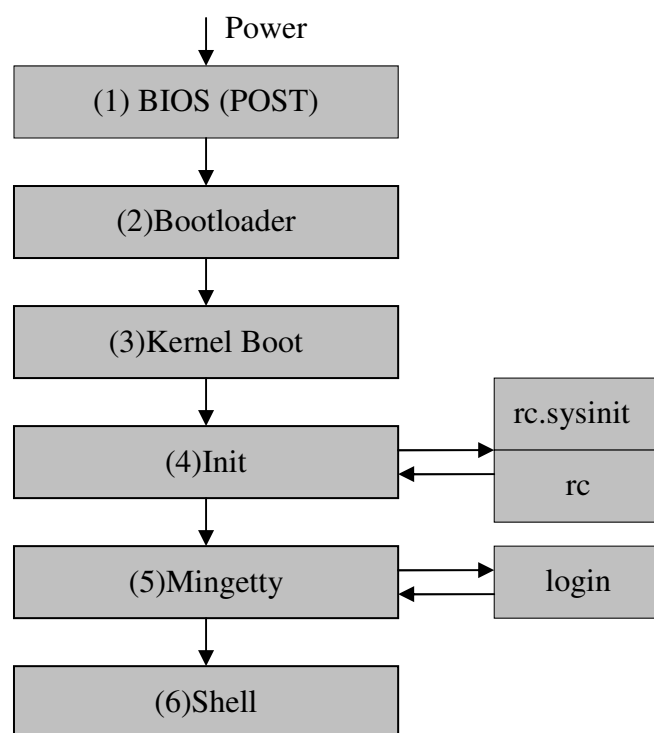 Power
(1) BIOS (POST)
(2)Bootloader
(3)Kernel Boot
rc.sysinit
(4)Init
rc
(5)Mingetty
login
(6)Shell